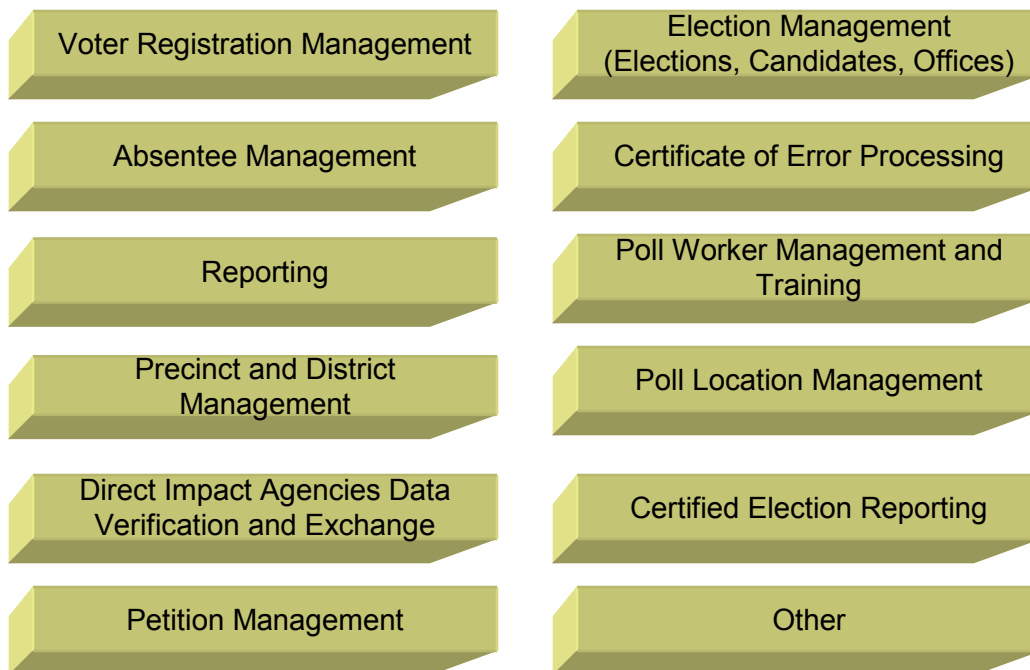 Voter Registration Management
Election Management
(Elections, Candidates, Offices)
Absentee Management
Certificate of Error Processing
Reporting
Poll Worker Management and
Training
Precinct and District
Management
Poll Location Management
Direct Impact Agencies Data
Verification and Exchange
Certified Election Reporting
Petition Management
Other